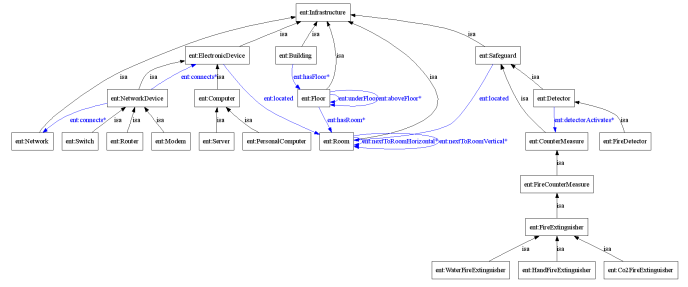 ent:Infrastructure
isa isa isa isa isa isa
ent:ElectronicDevice
ent:Building
ent:Safeguard
isa isa ent:connects* ent:hasFloor* isa isa
ent:NetworkDevice
ent:Computer
ent:located
ent:Floor
ent:underFloor
ent:aboveFloor*
ent:located
ent:Detector
ent:connects* isa isa isa isa isa ent:hasRoom* ent:detectorActivates* isa
ent:Network
ent:Switch
ent:Router
ent:Modem
ent:Server
ent:PersonalComputer
ent:Room
ent:nextToRoomHorizontal*
ent:nextToRoomVertical*
ent:CounterMeasure
ent:FireDetector
isa
ent:FireCounterMeasure
isa
ent:FireExtinguisher
isa isa isa
ent:WaterFireExtinguisher
ent:HandFireExtinguisher
ent:Co2FireExtinguisher